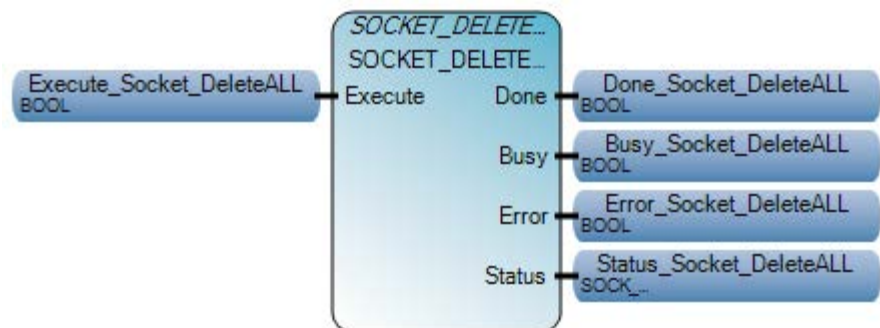 SOCKET_DELETE...
SOCKET_DELETE...
Execute_Socket_DeleteALL
BOOL
Execute
Done
Done_Socket_DeleteALL
BOOL
Busy
Busy_Socket_DeleteALL
BOOL
Error
Error_Socket_DeleteALL
BOOL
Status
Status_Socket_DeleteALL
SOCK_...